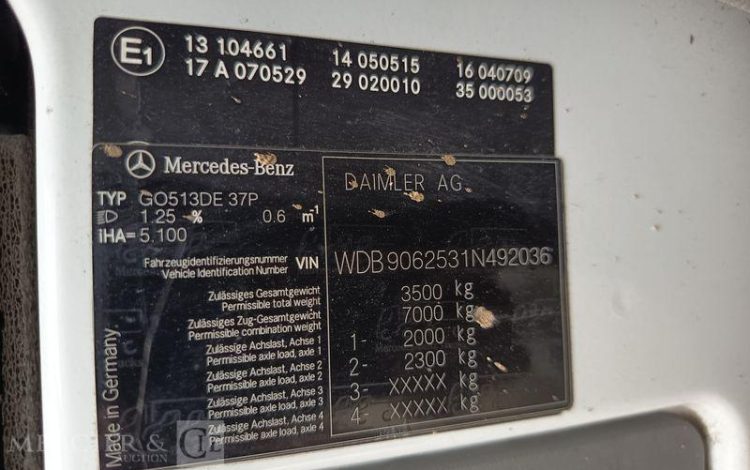 E1 13 104661 14 050515 16 040709
17 A 070529 29 020010 35 000053
Mercedes-Benz
DAIMLER AG
TYP GO513DE 37P
1.25 % 0.6 m⁻¹
iHA= 5.100
Fahrzeugidentifizierungsnummer
Vehicle Identification Number VIN WDB9062531N492036
Zulässiges Gesamtgewicht
Permissible total weight 3500 kg
Zulässiges Zug-Gesamtgewicht
Permissible combination weight 7000 kg
Zulässige Achslast, Achse 1
Permissible axle load, axle 1 1- 2000 kg
Zulässige Achslast, Achse 2
Permissible axle load, axle 2 2- 2300 kg
Zulässige Achslast, Achse 3
Permissible axle load, axle 3 3- XXXXX kg
Zulässige Achslast, Achse 4
Permissible axle load, axle 4 4- XXXXX kg
Made in Germany
AUCTION